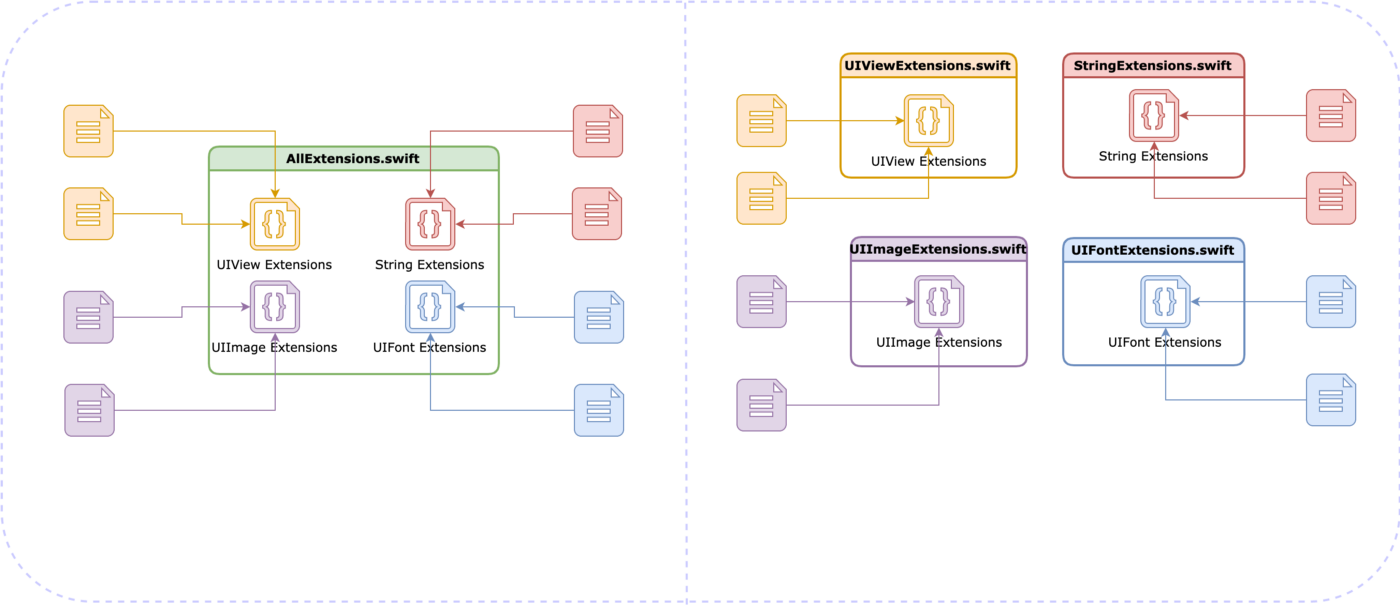 AllExtensions.swift
UIView Extensions
String Extensions
UIImage Extensions
UIFont Extensions
UIViewExtensions.swift
UIView Extensions
StringExtensions.swift
String Extensions
UIImageExtensions.swift
UIImage Extensions
UIFontExtensions.swift
UIFont Extensions